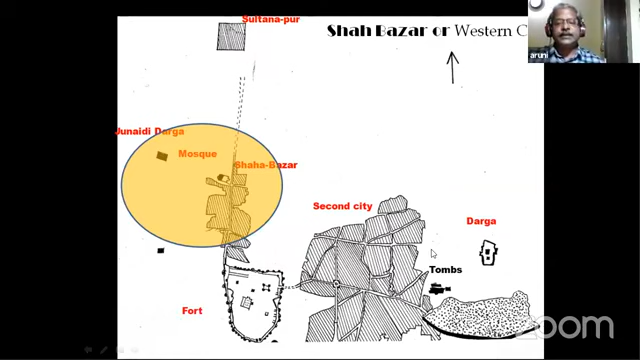 Sultana-pur
Shah Bazar or Western C
aruni
Junaidi Darga
Mosque
Shaha-Bazar
Second city
Darga
Tombs
Fort
zoom